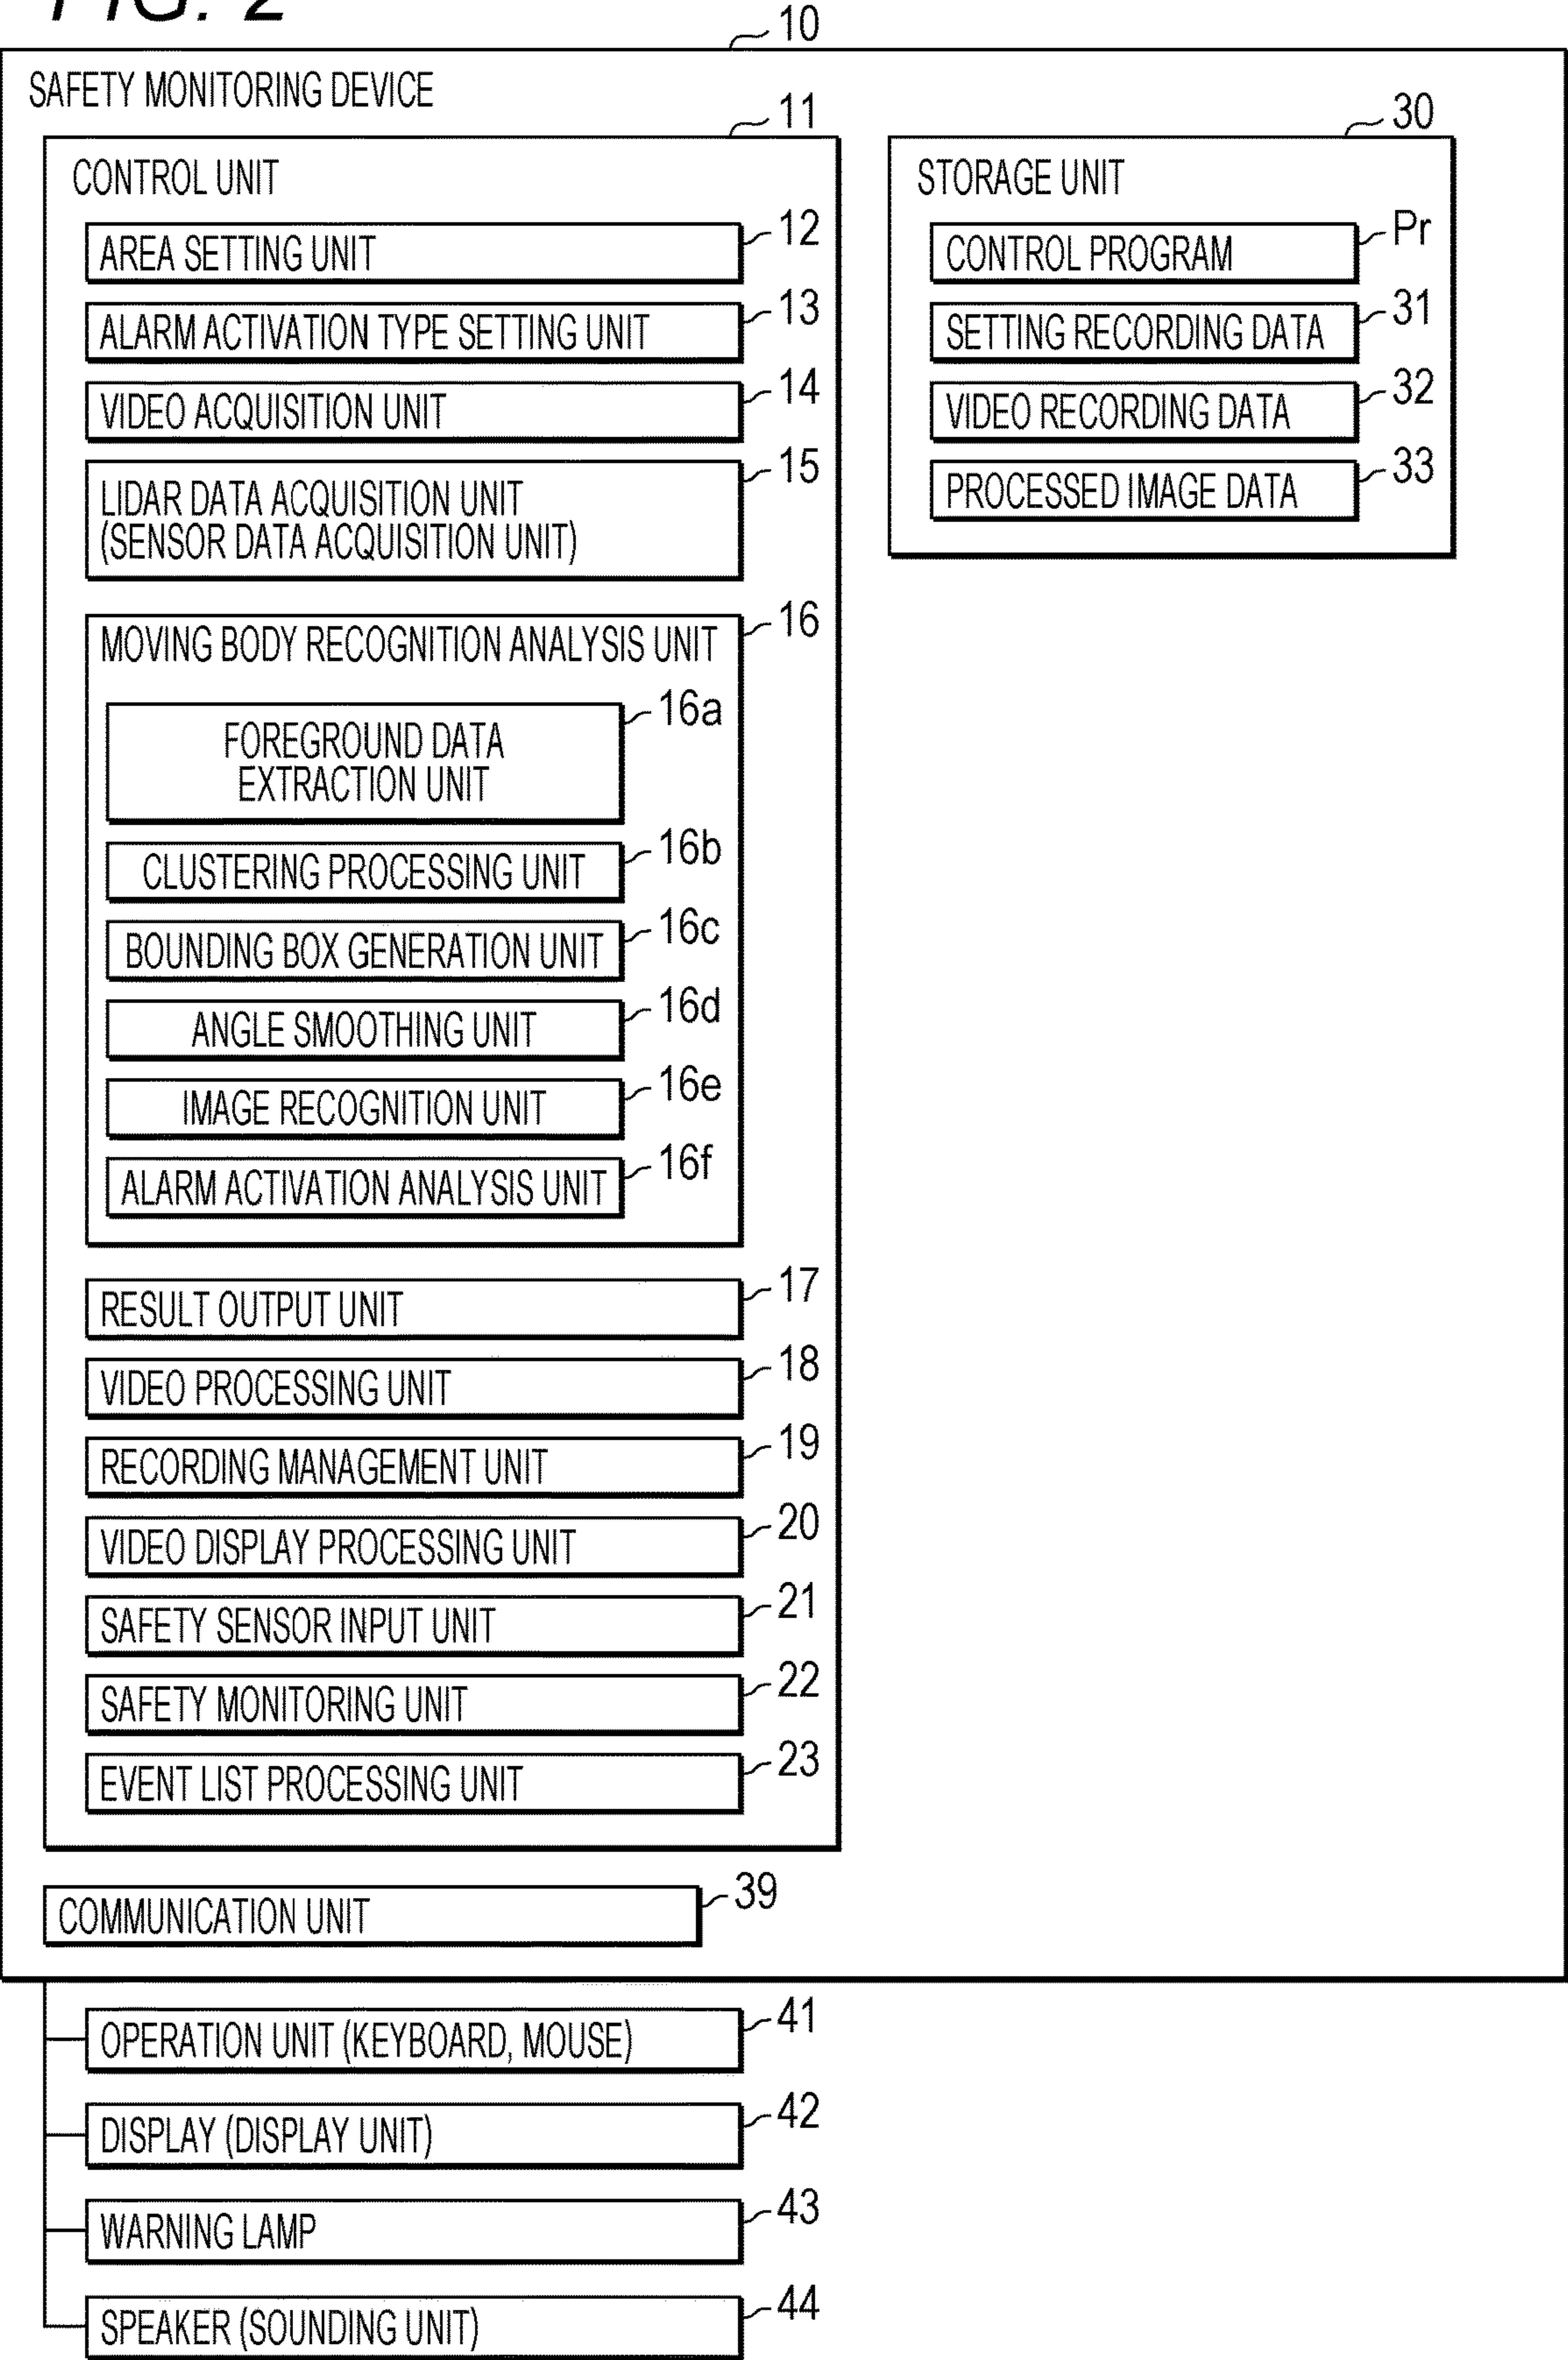 FIG. 2
10
SAFETY MONITORING DEVICE
11
CONTROL UNIT
12
AREA SETTING UNIT
13
ALARM ACTIVATION TYPE SETTING UNIT
14
VIDEO ACQUISITION UNIT
15
LIDAR DATA ACQUISITION UNIT
(SENSOR DATA ACQUISITION UNIT)
16
MOVING BODY RECOGNITION ANALYSIS UNIT
16a
FOREGROUND DATA
EXTRACTION UNIT
16b
CLUSTERING PROCESSING UNIT
16c
BOUNDING BOX GENERATION UNIT
16d
ANGLE SMOOTHING UNIT
16e
IMAGE RECOGNITION UNIT
16f
ALARM ACTIVATION ANALYSIS UNIT
17
RESULT OUTPUT UNIT
18
VIDEO PROCESSING UNIT
19
RECORDING MANAGEMENT UNIT
20
VIDEO DISPLAY PROCESSING UNIT
21
SAFETY SENSOR INPUT UNIT
22
SAFETY MONITORING UNIT
23
EVENT LIST PROCESSING UNIT
30
STORAGE UNIT
Pr
CONTROL PROGRAM
31
SETTING RECORDING DATA
32
VIDEO RECORDING DATA
33
PROCESSED IMAGE DATA
39
COMMUNICATION UNIT
41
OPERATION UNIT (KEYBOARD, MOUSE)
42
DISPLAY (DISPLAY UNIT)
43
WARNING LAMP
44
SPEAKER (SOUNDING UNIT)